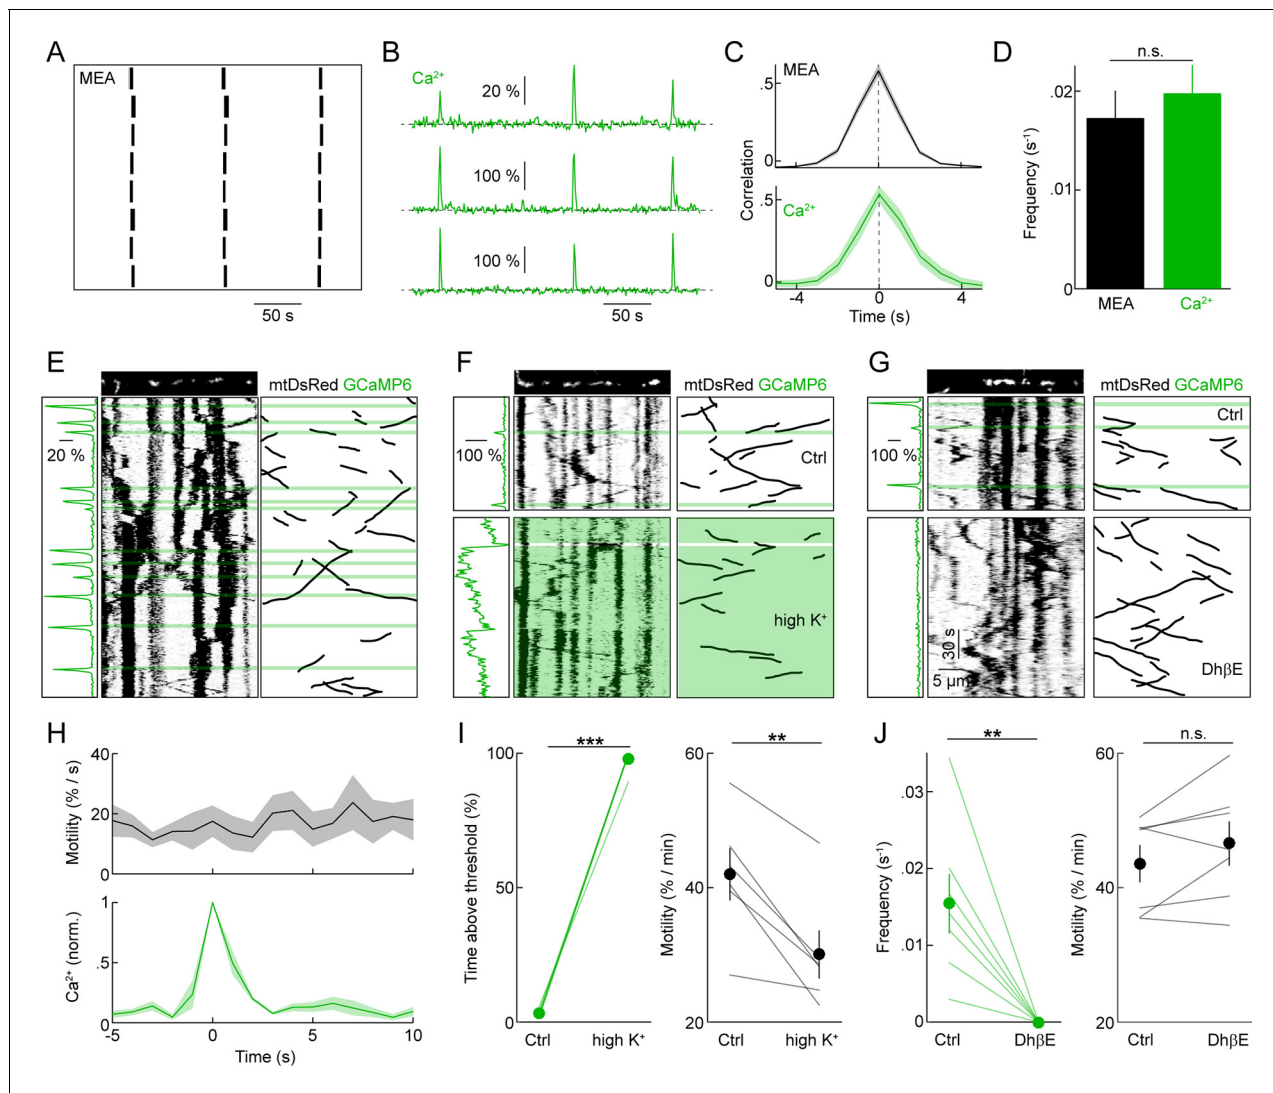 A
MEA
50 s
B
Ca²⁺
20 %
100 %
100 %
50 s
C
MEA
.5
0
Correlation
Ca²⁺
.5
0
-4 0 4
Time (s)
D
n.s.
.02
.01
0
Frequency (s⁻¹)
MEA Ca²⁺
E
mtDsRed GCaMP6
20 %
F
mtDsRed GCaMP6
100 %
Ctrl
high K⁺
G
mtDsRed GCaMP6
100 %
Ctrl
30 s
5 µm
DhβE
H
40
20
0
Motility (% / s)
1
.5
0
Ca²⁺ (norm.)
-5 0 5 10
Time (s)
I
***
100
50
0
Time above threshold (%)
Ctrl high K⁺
**
60
40
20
Motility (% / min)
Ctrl high K⁺
J
**
.03
.02
.01
0
Frequency (s⁻¹)
Ctrl DhβE
n.s.
60
40
20
Motility (% / min)
Ctrl DhβE